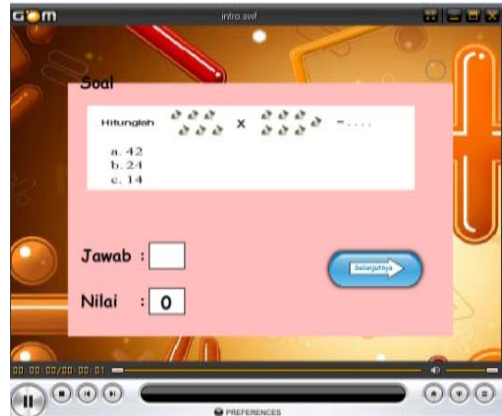 GOM
intro.swf
Soal
Hitunglah x = ....
a. 42
b. 24
c. 14
Jawab :
Selanjutnya
Nilai : 0
00:00:00/00:00:01
PREFERENCES